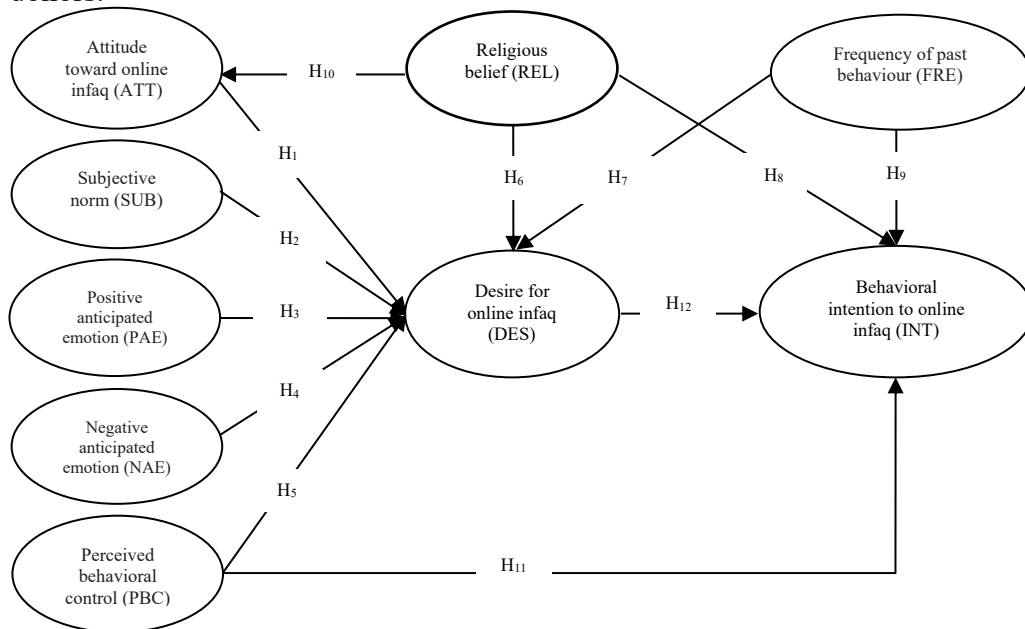 Attitude
toward online
infaq (ATT)
H10
Religious
belief (REL)
Frequency of past
behaviour (FRE)
H1
Subjective
norm (SUB)
H2
H6
H7
H8
H9
Positive
anticipated
emotion (PAE)
H3
Desire for
online infaq
(DES)
H12
Behavioral
intention to online
infaq (INT)
H4
Negative
anticipated
emotion (NAE)
H5
Perceived
behavioral
control (PBC)
H11